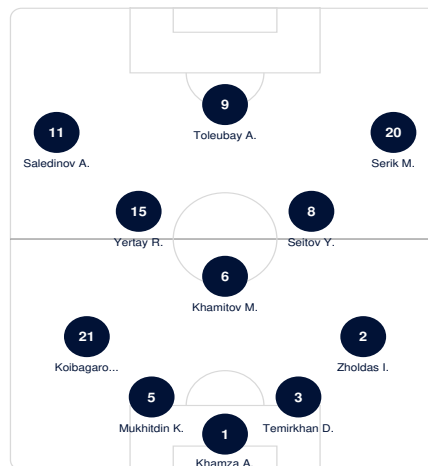 9
Toleubay A.
11
Saledinov A.
20
Serik M.
15
Yertay R.
8
Seitov Y.
6
Khamitov M.
21
Koibagaro...
2
Zholdas I.
5
Mukhitdin K.
3
Temirkhan D.
1
Khamza A.